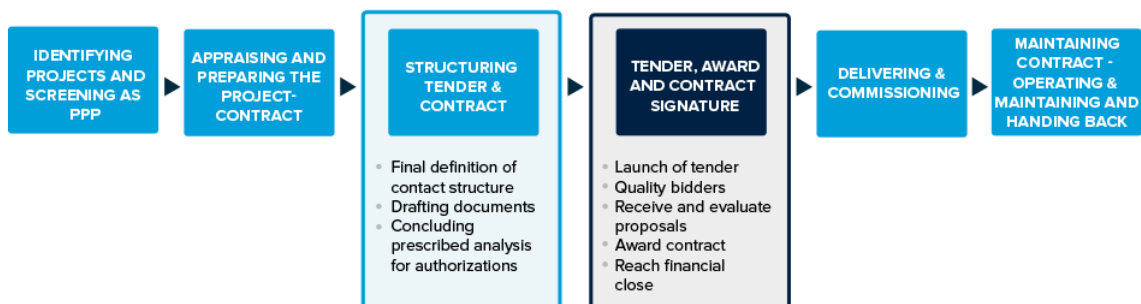 IDENTIFYING
PROJECTS AND
SCREENING AS
PPP
APPRAISING AND
PREPARING THE
PROJECT-
CONTRACT
STRUCTURING
TENDER &
CONTRACT
• Final definition of
contact structure
• Drafting documents
• Concluding
prescribed analysis
for authorizations
TENDER, AWARD
AND CONTRACT
SIGNATURE
• Launch of tender
• Quality bidders
• Receive and evaluate
proposals
• Award contract
• Reach financial
close
DELIVERING &
COMMISSIONING
MAINTAINING
CONTRACT -
OPERATING &
MAINTAINING AND
HANDING BACK